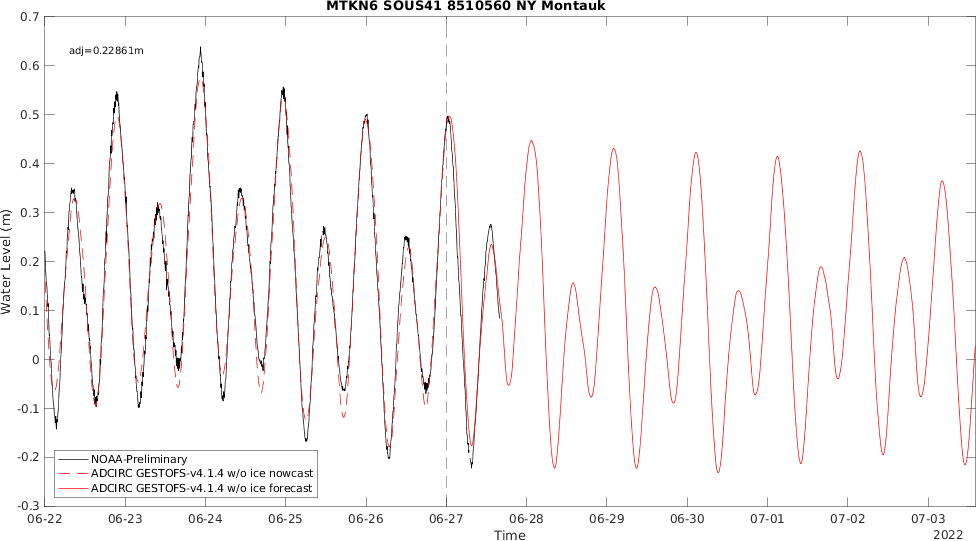 MTKN6 SOUS41 8510560 NY Montauk
adj=0.22861m
Water Level (m)
0.7
0.6
0.5
0.4
0.3
0.2
0.1
0
-0.1
-0.2
-0.3
NOAA-Preliminary
ADCIRC GESTOFS-v4.1.4 w/o ice nowcast
ADCIRC GESTOFS-v4.1.4 w/o ice forecast
06-22 06-23 06-24 06-25 06-26 06-27 06-28 06-29 06-30 07-01 07-02 07-03
Time
2022